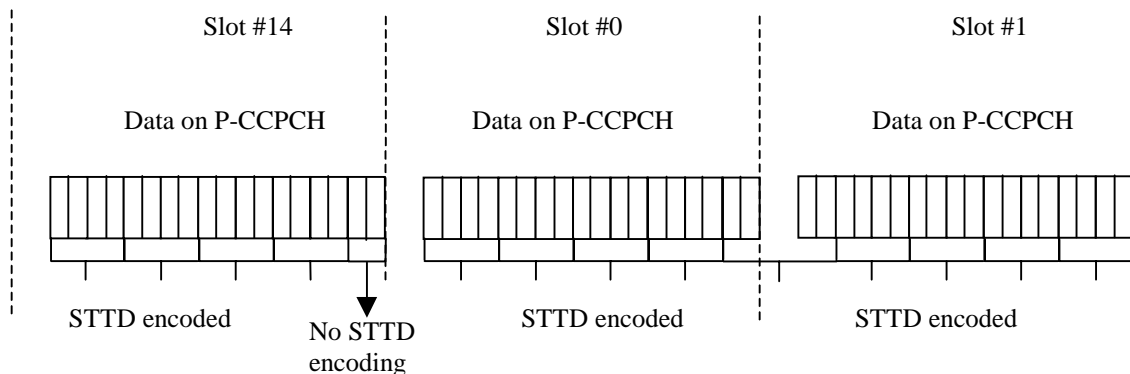 Slot #14 Slot #0 Slot #1
Data on P-CCPCH Data on P-CCPCH Data on P-CCPCH
STTD encoded No STTD encoding STTD encoded STTD encoded